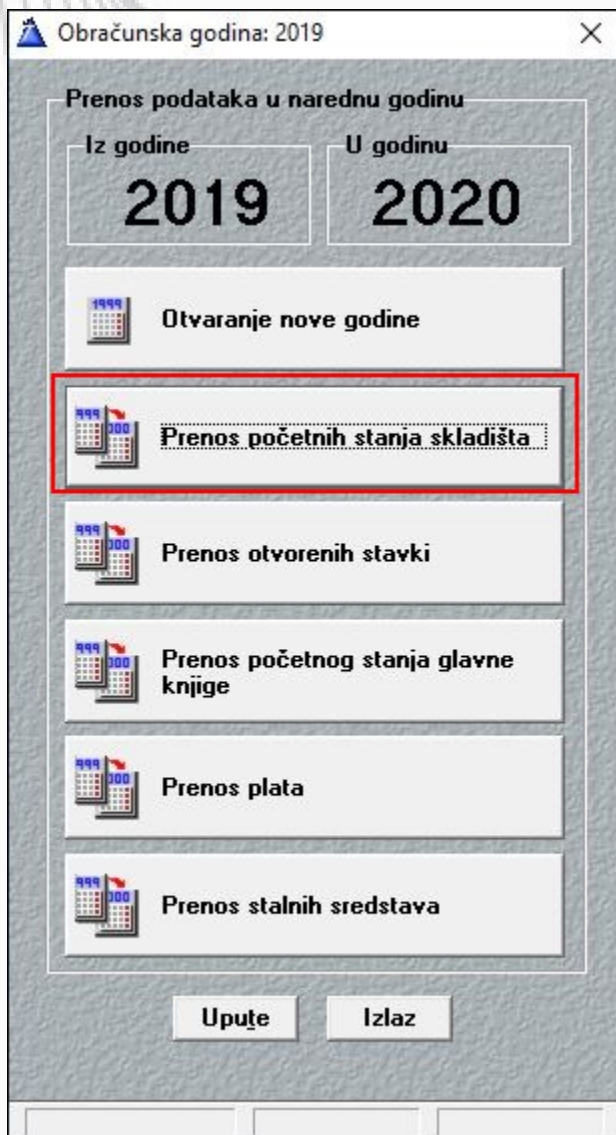 Obračunska godina: 2019
Prenos podataka u narednu godinu
Iz godine
U godinu
2019
2020
Otvaranje nove godine
Prenos početnih stanja skladišta
Prenos otvorenih stavki
Prenos početnog stanja glavne
knjige
Prenos plata
Prenos stalnih sredstava
Upute
Izlaz